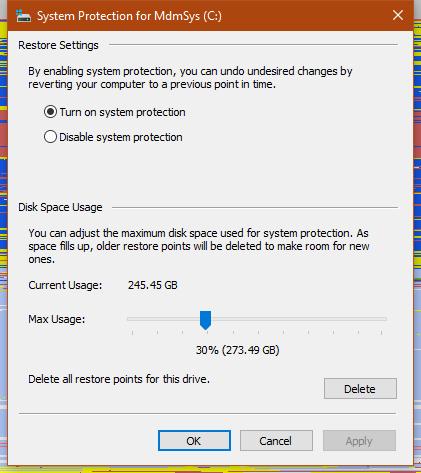 System Protection for MdmSys (C:)
Restore Settings
By enabling system protection, you can undo undesired changes by
reverting your computer to a previous point in time.
Turn on system protection
Disable system protection
Disk Space Usage
You can adjust the maximum disk space used for system protection. As
space fills up, older restore points will be deleted to make room for new
ones.
Current Usage: 245.45 GB
Max Usage:
30% (273.49 GB)
Delete all restore points for this drive.
Delete
OK Cancel Apply